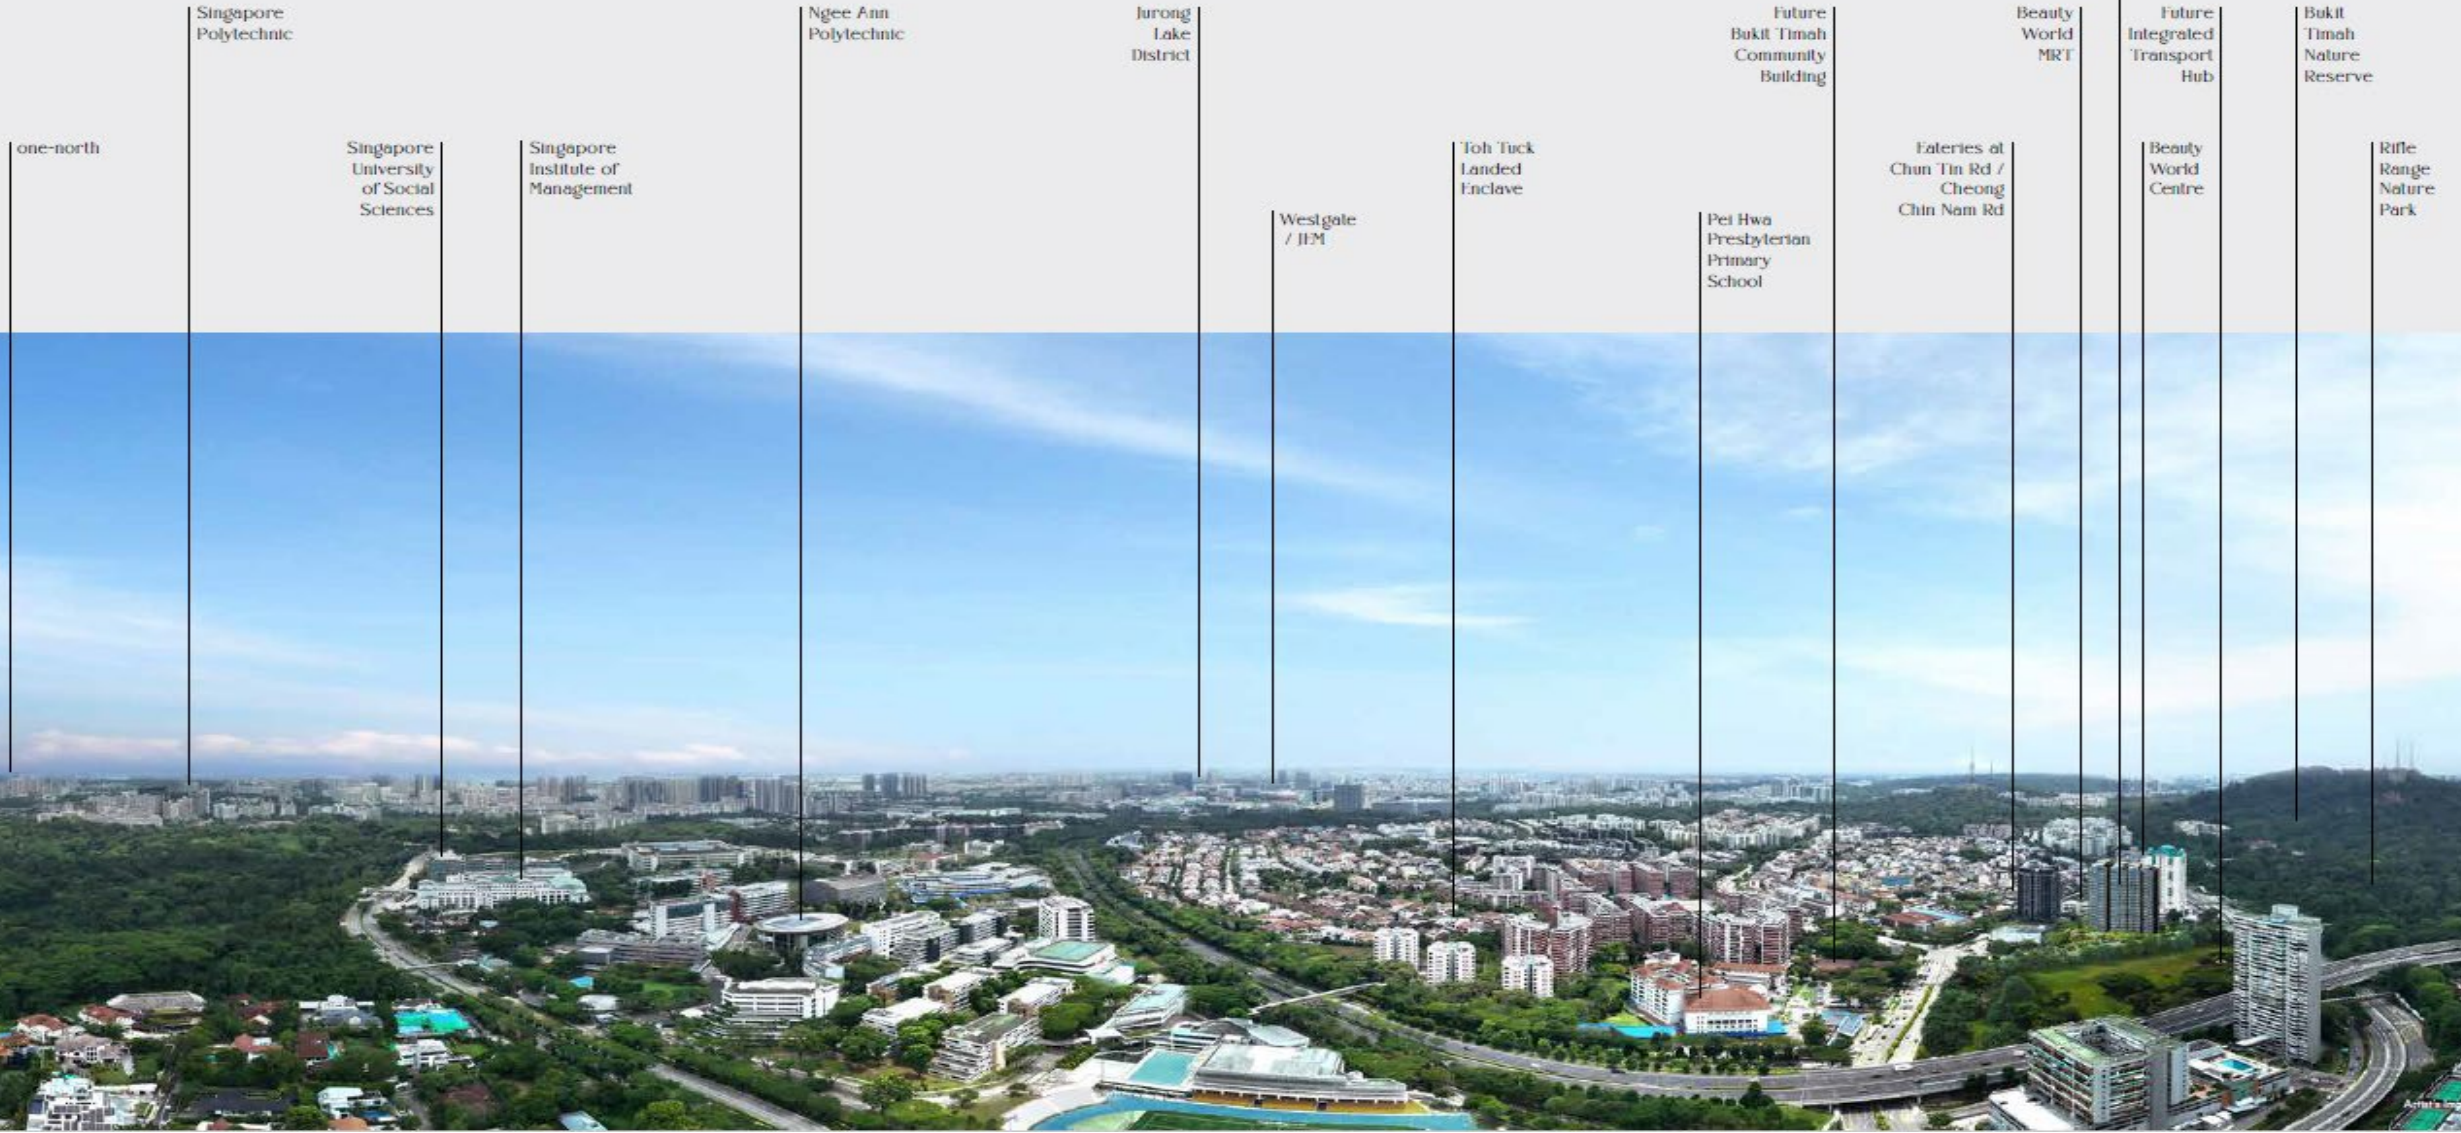 Singapore
Polytechnic
Ngee Ann
Polytechnic
Jurong
Lake
District
Future
Bukit Timah
Community
Building
Beauty
World
MRT
Future
Integrated
Transport
Hub
Bukit
Timah
Nature
Reserve
one-north
Singapore
University
of Social
Sciences
Singapore
Institute of
Management
Westgate
/ JEM
Toh Tuck
Landed
Enclave
Pei Hwa
Presbyterian
Primary
School
Eateries at
Chun Tin Rd /
Cheong
Chin Nam Rd
Beauty
World
Centre
Rifle
Range
Nature
Park
Artist's